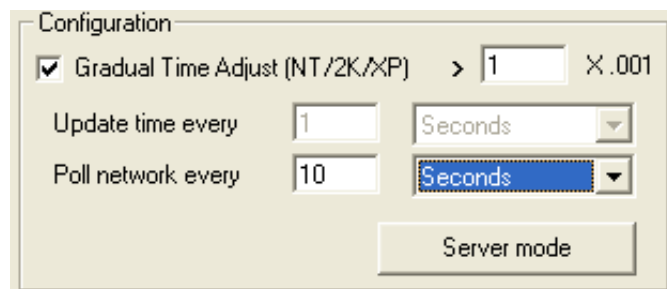 Configuration
Gradual Time Adjust (NT/2K/XP) > 1 X .001
Update time every 1 Seconds
Poll network every 10 Seconds
Server mode